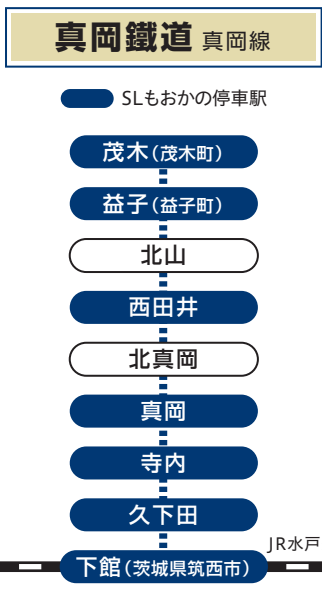 真岡鐵道 真岡線
SLもおかの停車駅
茂木(茂木町)
益子(益子町)
北山
西田井
北真岡
真岡
寺内
久下田
JR水戸
下館(茨城県筑西市)